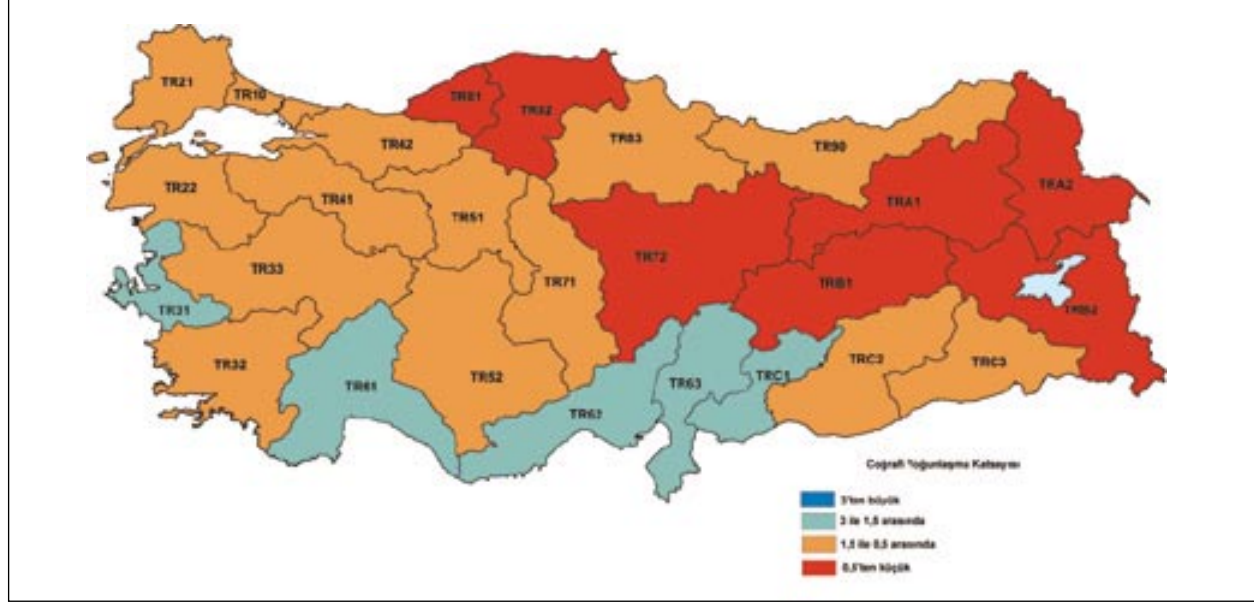 TR21
TR10
TR81
TR82
TR42
TR83
TR90
TR22
TR41
TR51
TRA1
TRA2
TR33
TR71
TR72
TRB1
TRB2
TR31
TR32
TR61
TR52
TR62
TR63
TRC1
TRC2
TRC3
Coğrafi Yoğunlaşma Katsayısı
3'ten büyük
3 ile 1,5 arasında
1,5 ile 0,5 arasında
0,5'ten küçük